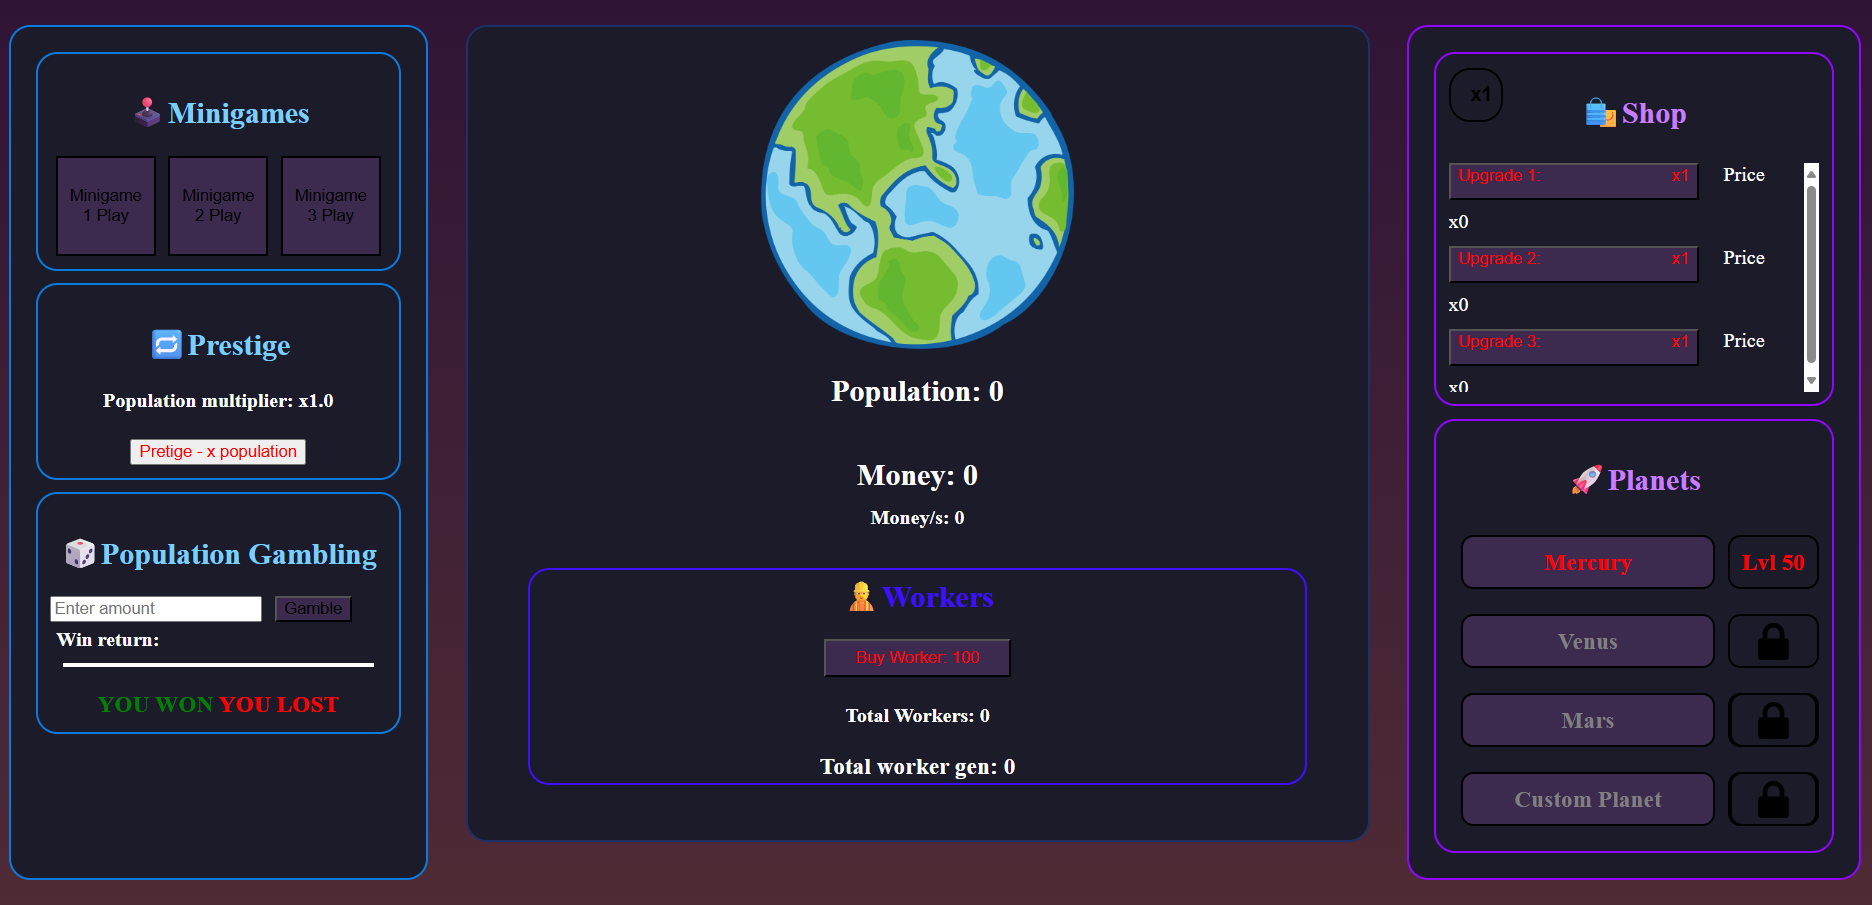 Minigames
Minigame
1 Play
Minigame
2 Play
Minigame
3 Play
Prestige
Population multiplier: x1.0
Pretige - x population
Population Gambling
Enter amount Gamble
Win return:
YOU WON YOU LOST
Population: 0
Money: 0
Money/s: 0
Workers
Buy Worker: 100
Total Workers: 0
Total worker gen: 0
x1
Shop
Upgrade 1: x1 Price
x0
Upgrade 2: x1 Price
x0
Upgrade 3: x1 Price
x0
Planets
Mercury Lvl 50
Venus
Mars
Custom Planet